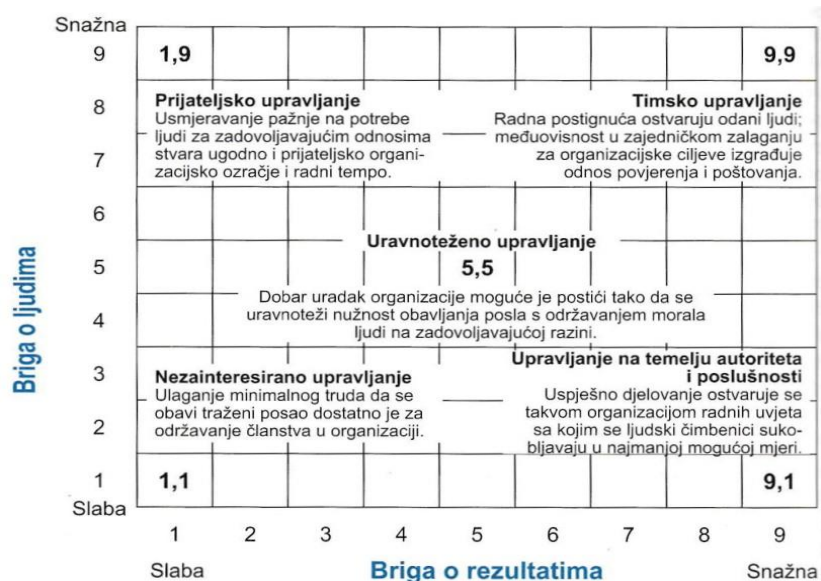 Snažna
9
1,9
9,9
8
Prijateljsko upravljanje
Usmjeravanje pažnje na potrebe
ljudi za zadovoljavajućim odnosima
stvara ugodno i prijateljsko organi-
zacijsko ozračje i radni tempo.
Timsko upravljanje
Radna postignuća ostvaruju odani ljudi;
međuovisnost u zajedničkom zalaganju
za organizacijske ciljeve izgrađuje
odnos povjerenja i poštovanja.
7
6
Uravnoteženo upravljanje
5
5,5
Dobar uradak organizacije moguće je postići tako da se
uravnoteži nužnost obavljanja posla s održavanjem morala
ljudi na zadovoljavajućoj razini.
4
3
Nezainteresirano upravljanje
Ulaganje minimalnog truda da se
obavi traženi posao dostatno je za
održavanje članstva u organizaciji.
Upravljanje na temelju autoriteta
i poslušnosti
Uspješno djelovanje ostvaruje se
takvom organizacijom radnih uvjeta
sa kojim se ljudski čimbenici suko-
bljavaju u najmanjoj mogućoj mjeri.
2
1
1,1
9,1
Slaba
Briga o ljudima
1 2 3 4 5 6 7 8 9
Slaba
Briga o rezultatima
Snažna